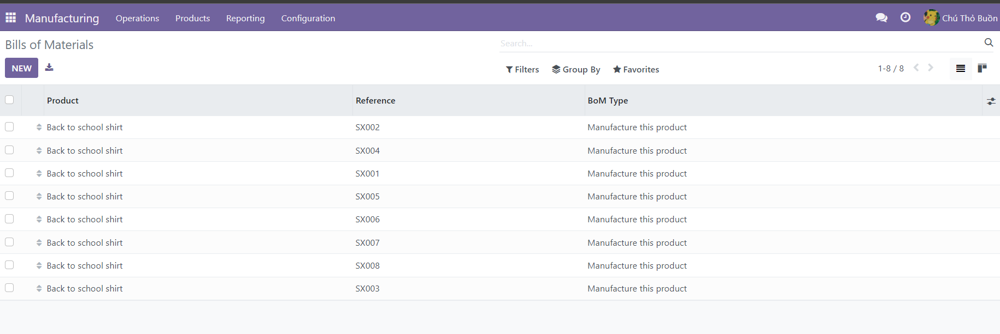 Manufacturing Operations Products Reporting Configuration Chú Thỏ Buồn
Bills of Materials Search...
NEW Filters Group By Favorites 1-8 / 8
Product Reference BoM Type
Back to school shirt SX002 Manufacture this product
Back to school shirt SX004 Manufacture this product
Back to school shirt SX001 Manufacture this product
Back to school shirt SX005 Manufacture this product
Back to school shirt SX006 Manufacture this product
Back to school shirt SX007 Manufacture this product
Back to school shirt SX008 Manufacture this product
Back to school shirt SX003 Manufacture this product